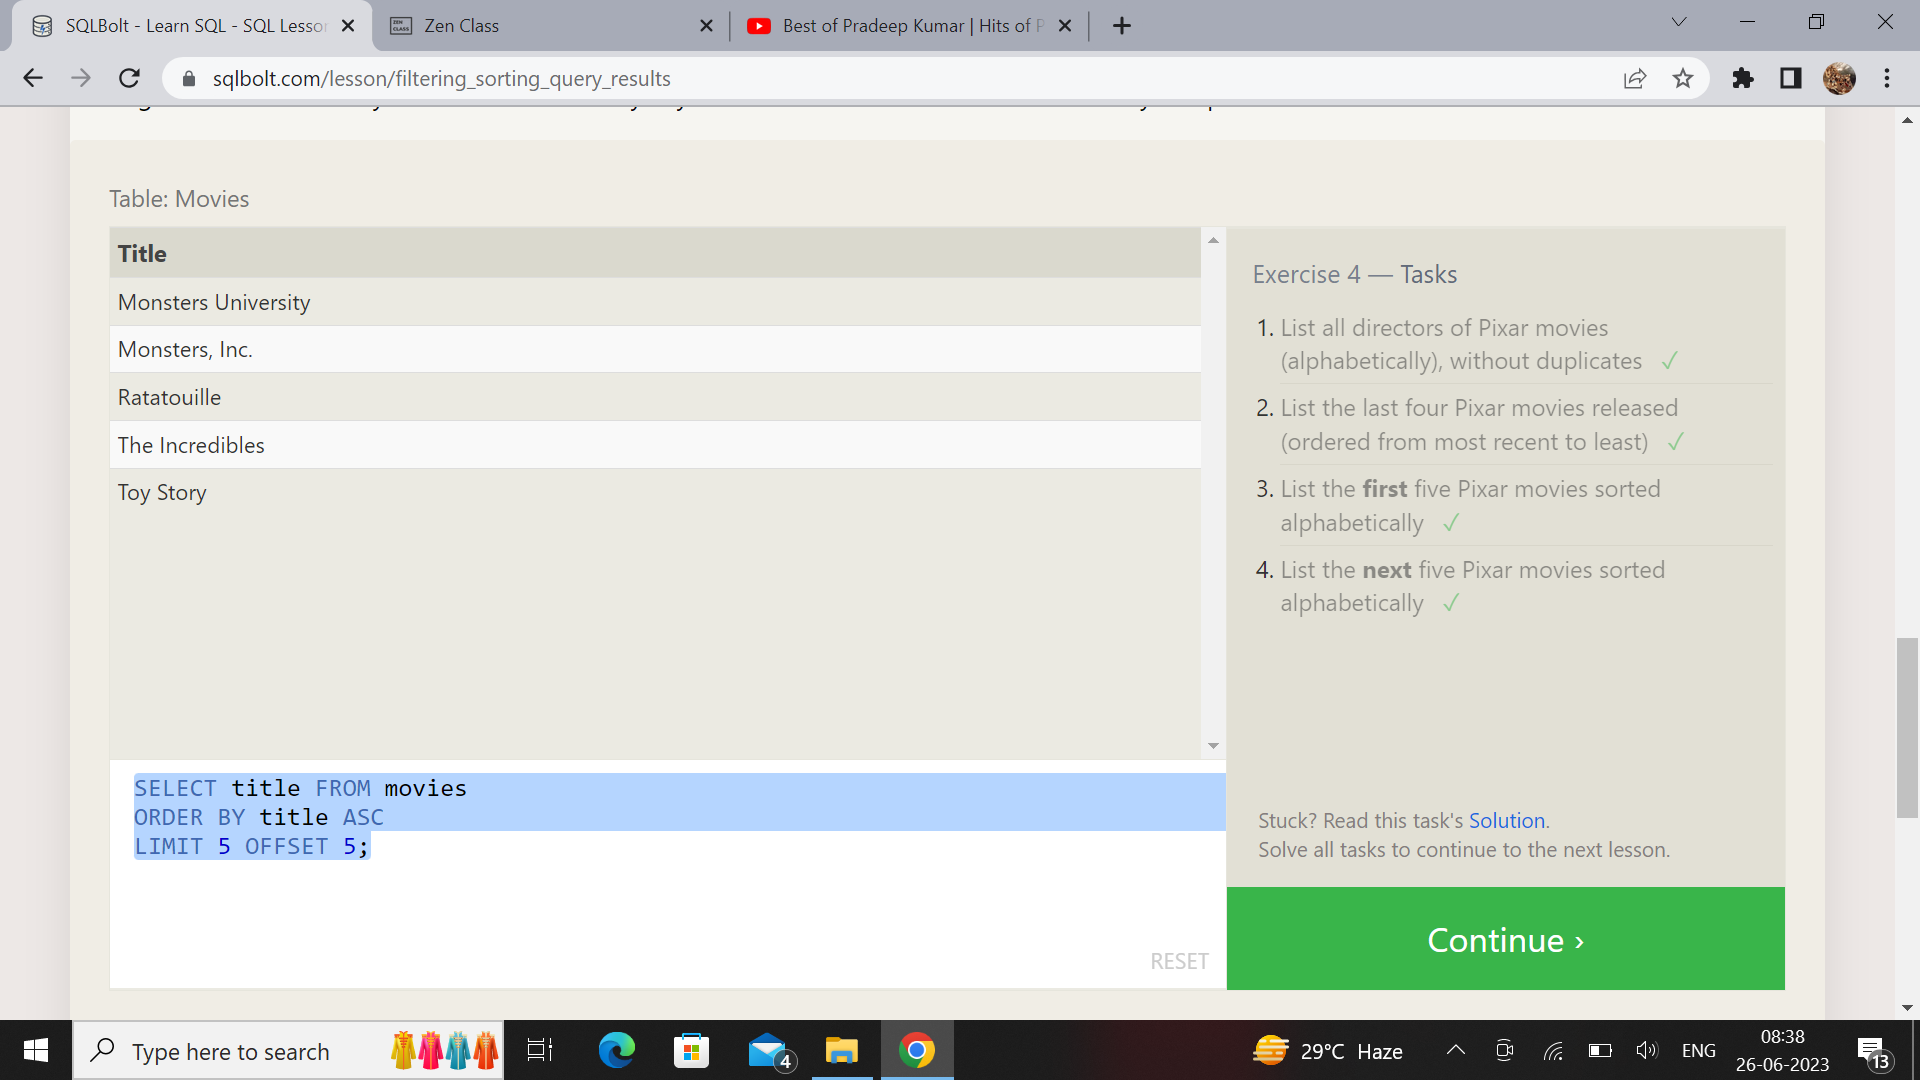 SQLBolt - Learn SQL - SQL Lesso
Zen Class
Best of Pradeep Kumar | Hits of P
sqlbolt.com/lesson/filtering_sorting_query_results
Table: Movies
Title
Monsters University
Monsters, Inc.
Ratatouille
The Incredibles
Toy Story
SELECT title FROM movies
ORDER BY title ASC
LIMIT 5 OFFSET 5;
RESET
Exercise 4 — Tasks
1. List all directors of Pixar movies
(alphabetically), without duplicates ✓
2. List the last four Pixar movies released
(ordered from most recent to least) ✓
3. List the first five Pixar movies sorted
alphabetically ✓
4. List the next five Pixar movies sorted
alphabetically ✓
Stuck? Read this task's Solution.
Solve all tasks to continue to the next lesson.
Continue ›
Type here to search
4
29°C Haze
ENG
08:38
26-06-2023
13